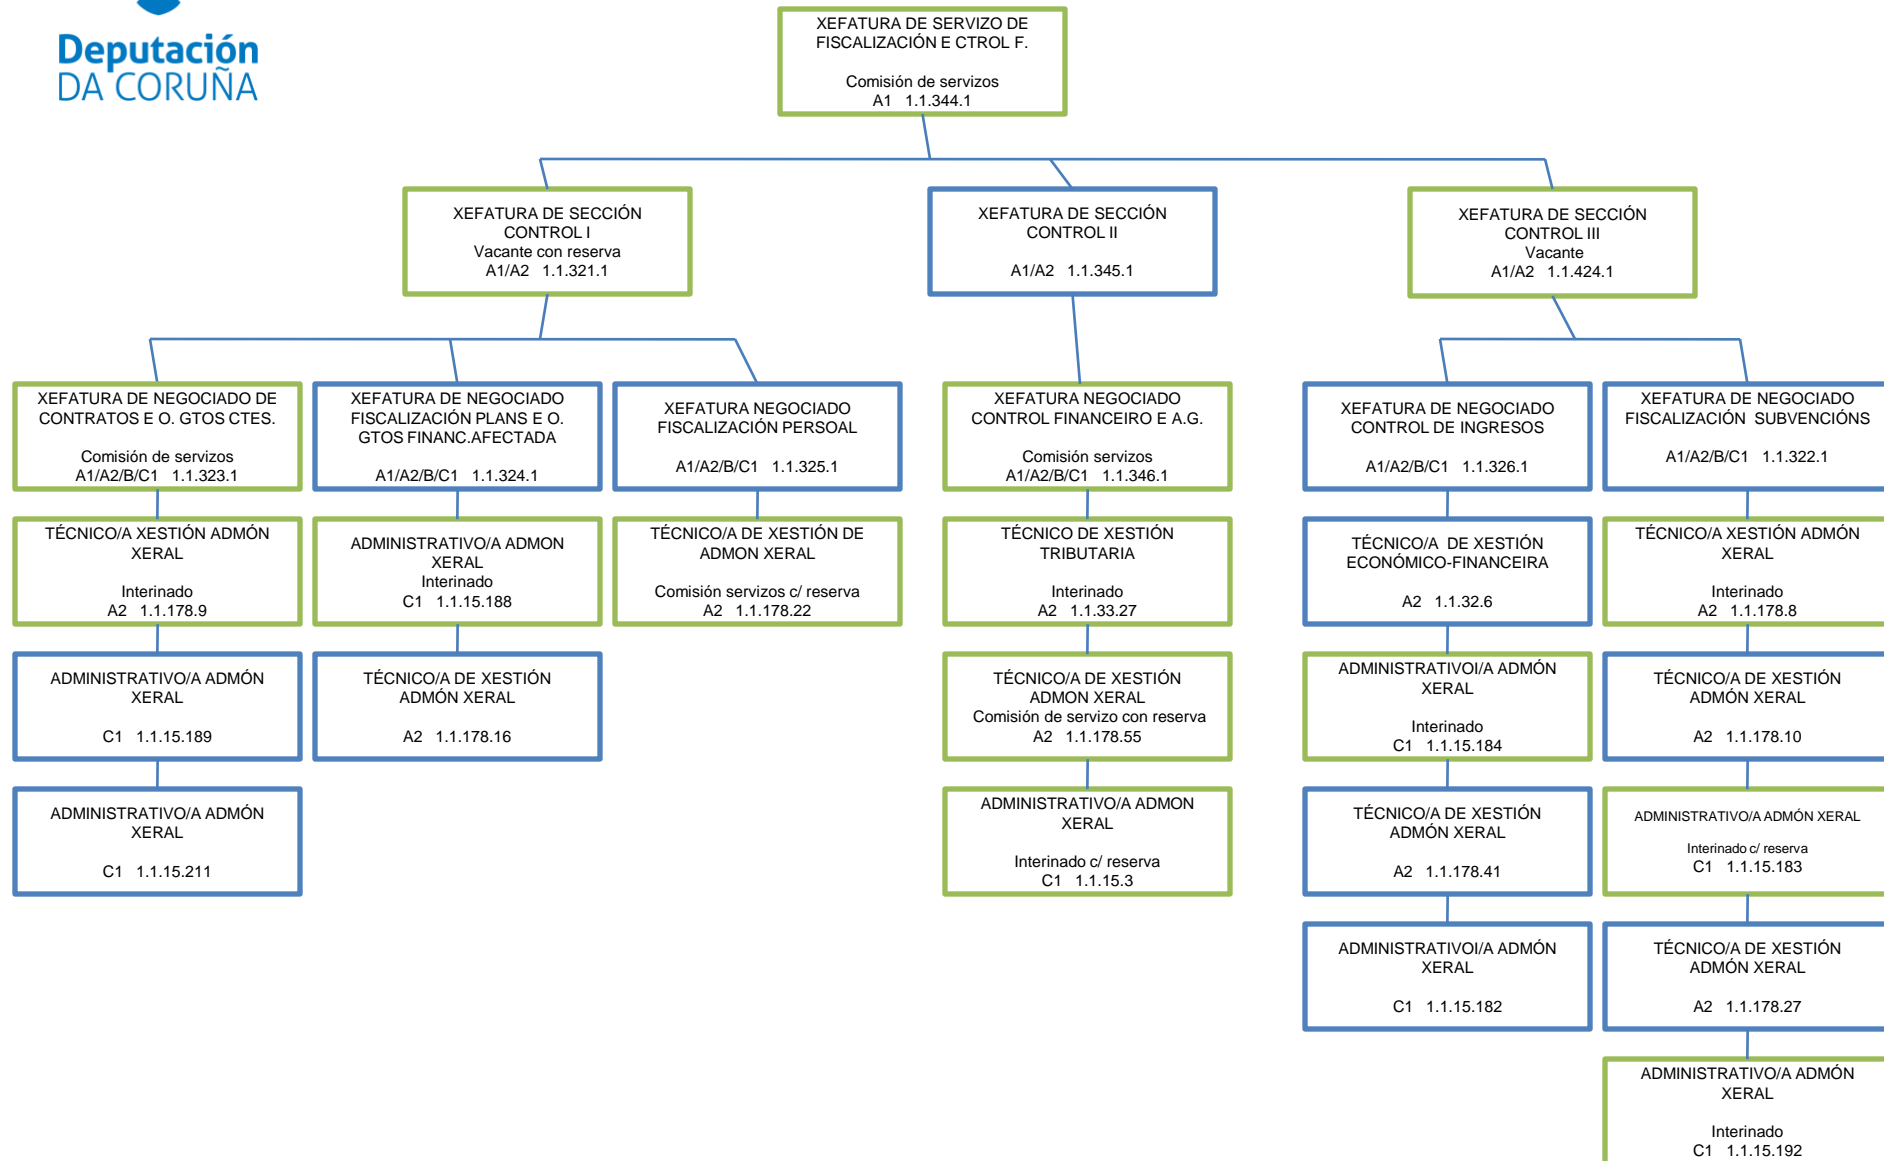 Deputación
DA CORUÑA
XEFATURA DE SERVIZO DE
FISCALIZACIÓN E CTROL F.
Comisión de servizos
A1 1.1.344.1
XEFATURA DE SECCIÓN
CONTROL I
Vacante con reserva
A1/A2 1.1.321.1
XEFATURA DE SECCIÓN
CONTROL II
A1/A2 1.1.345.1
XEFATURA DE SECCIÓN
CONTROL III
Vacante
A1/A2 1.1.424.1
XEFATURA DE NEGOCIADO DE
CONTRATOS E O. GTOS CTES.
Comisión de servizos
A1/A2/B/C1 1.1.323.1
XEFATURA DE NEGOCIADO
FISCALIZACIÓN PLANS E O.
GTOS FINANC.AFECTADA
A1/A2/B/C1 1.1.324.1
XEFATURA NEGOCIADO
FISCALIZACIÓN PERSOAL
A1/A2/B/C1 1.1.325.1
XEFATURA NEGOCIADO
CONTROL FINANCEIRO E A.G.
Comisión servizos
A1/A2/B/C1 1.1.346.1
XEFATURA DE NEGOCIADO
CONTROL DE INGRESOS
A1/A2/B/C1 1.1.326.1
XEFATURA DE NEGOCIADO
FISCALIZACIÓN SUBVENCIÓNS
A1/A2/B/C1 1.1.322.1
TÉCNICO/A XESTIÓN ADMÓN
XERAL
Interinado
A2 1.1.178.9
ADMINISTRATIVO/A ADMON
XERAL
Interinado
C1 1.1.15.188
TÉCNICO/A DE XESTIÓN DE
ADMON XERAL
Comisión servizos c/ reserva
A2 1.1.178.22
TÉCNICO DE XESTIÓN
TRIBUTARIA
Interinado
A2 1.1.33.27
TÉCNICO/A DE XESTIÓN
ECONÓMICO-FINANCEIRA
A2 1.1.32.6
TÉCNICO/A XESTIÓN ADMÓN
XERAL
Interinado
A2 1.1.178.8
ADMINISTRATIVO/A ADMÓN
XERAL
C1 1.1.15.189
TÉCNICO/A DE XESTIÓN
ADMÓN XERAL
A2 1.1.178.16
TÉCNICO/A DE XESTIÓN
ADMON XERAL
Comisión de servizo con reserva
A2 1.1.178.55
ADMINISTRATIVOI/A ADMÓN
XERAL
Interinado
C1 1.1.15.184
TÉCNICO/A DE XESTIÓN
ADMÓN XERAL
A2 1.1.178.10
ADMINISTRATIVO/A ADMÓN
XERAL
C1 1.1.15.211
ADMINISTRATIVO/A ADMON
XERAL
Interinado c/ reserva
C1 1.1.15.3
TÉCNICO/A DE XESTIÓN
ADMÓN XERAL
A2 1.1.178.41
ADMINISTRATIVO/A ADMÓN XERAL
Interinado c/ reserva
C1 1.1.15.183
ADMINISTRATIVOI/A ADMÓN
XERAL
C1 1.1.15.182
TÉCNICO/A DE XESTIÓN
ADMÓN XERAL
A2 1.1.178.27
ADMINISTRATIVO/A ADMÓN
XERAL
Interinado
C1 1.1.15.192